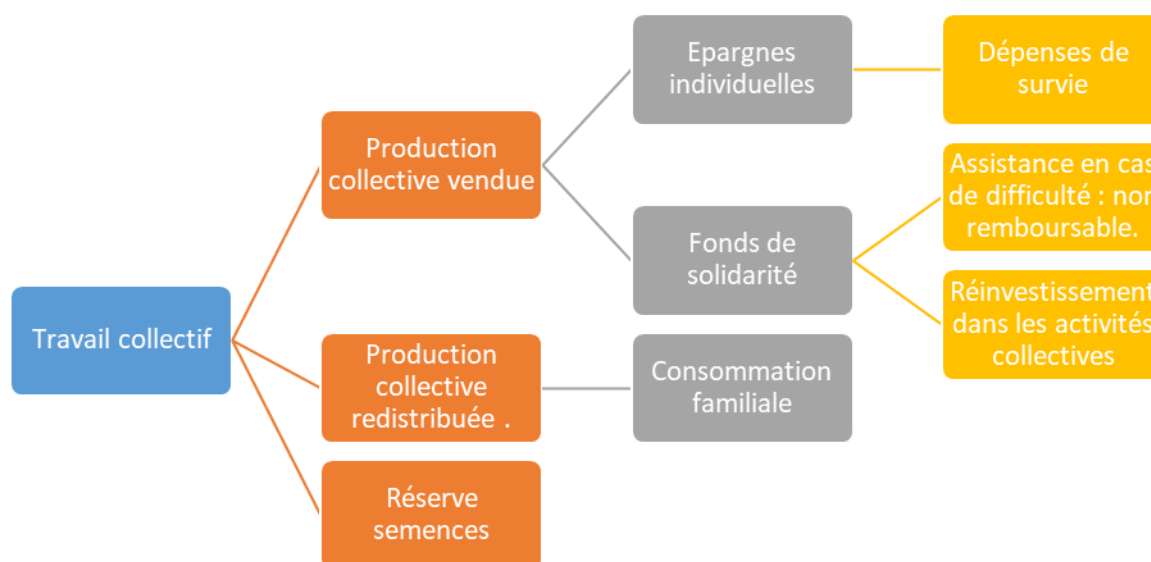 Epargnes
individuelles
Dépenses de
survie
Production
collective vendue
Assistance en cas
de difficulté : non
remboursable.
Fonds de
solidarité
Réinvestissement
dans les activités
collectives
Travail collectif
Production
collective
redistribuée .
Consommation
familiale
Réserve
semences